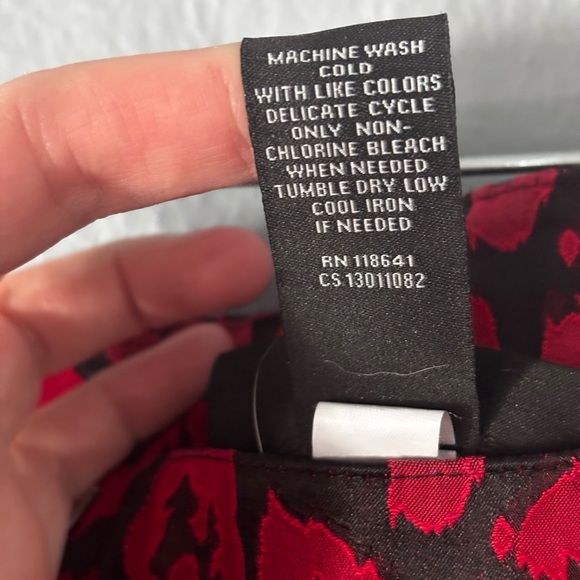 MACHINE WASH
COLD
WITH LIKE COLORS
DELICATE CYCLE
ONLY NON-
CHLORINE BLEACH
WHEN NEEDED
TUMBLE DRY LOW
COOL IRON
IF NEEDED
RN 118641
CS 13011082